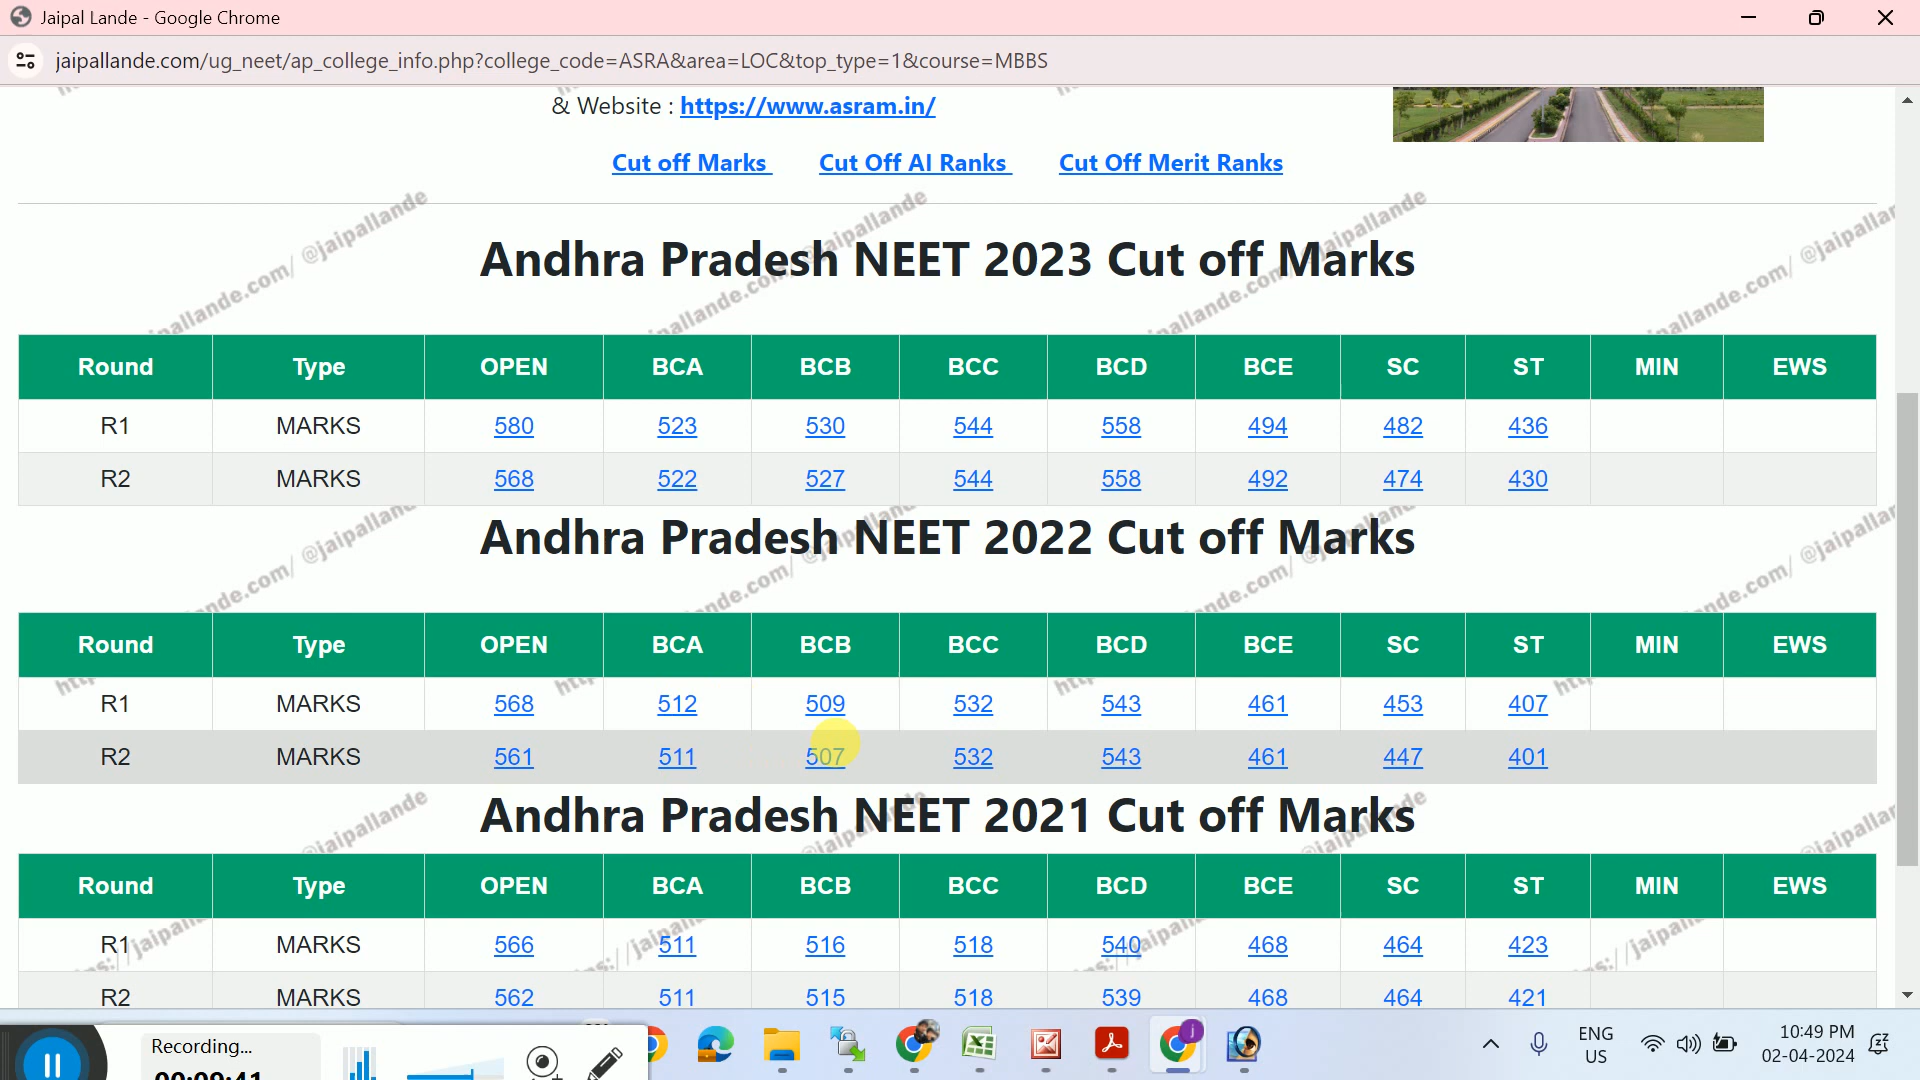 Jaipal Lande - Google Chrome
jaipallande.com/ug_neet/ap_college_info.php?college_code=ASRA&area=LOC&top_type=1&course=MBBS
& Website : https://www.asram.in/
Cut off Marks Cut Off AI Ranks Cut Off Merit Ranks
Andhra Pradesh NEET 2023 Cut off Marks
Round Type OPEN BCA BCB BCC BCD BCE SC ST MIN EWS
R1 MARKS 580 523 530 544 558 494 482 436
R2 MARKS 568 522 527 544 558 492 474 430
Andhra Pradesh NEET 2022 Cut off Marks
Round Type OPEN BCA BCB BCC BCD BCE SC ST MIN EWS
R1 MARKS 568 512 509 532 543 461 453 407
R2 MARKS 561 511 507 532 543 461 447 401
Andhra Pradesh NEET 2021 Cut off Marks
Round Type OPEN BCA BCB BCC BCD BCE SC ST MIN EWS
R1 MARKS 566 511 516 518 540 468 464 423
R2 MARKS 562 511 515 518 539 468 464 421
Recording...
00:09:41
ENG
US
10:49 PM
02-04-2024